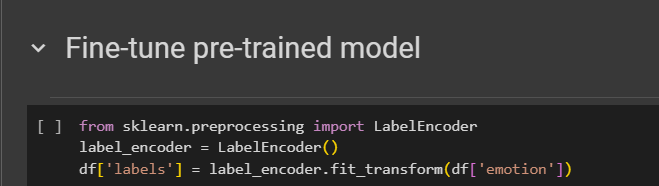 Fine-tune pre-trained model
[ ] from sklearn.preprocessing import LabelEncoder
label_encoder = LabelEncoder()
df['labels'] = label_encoder.fit_transform(df['emotion'])